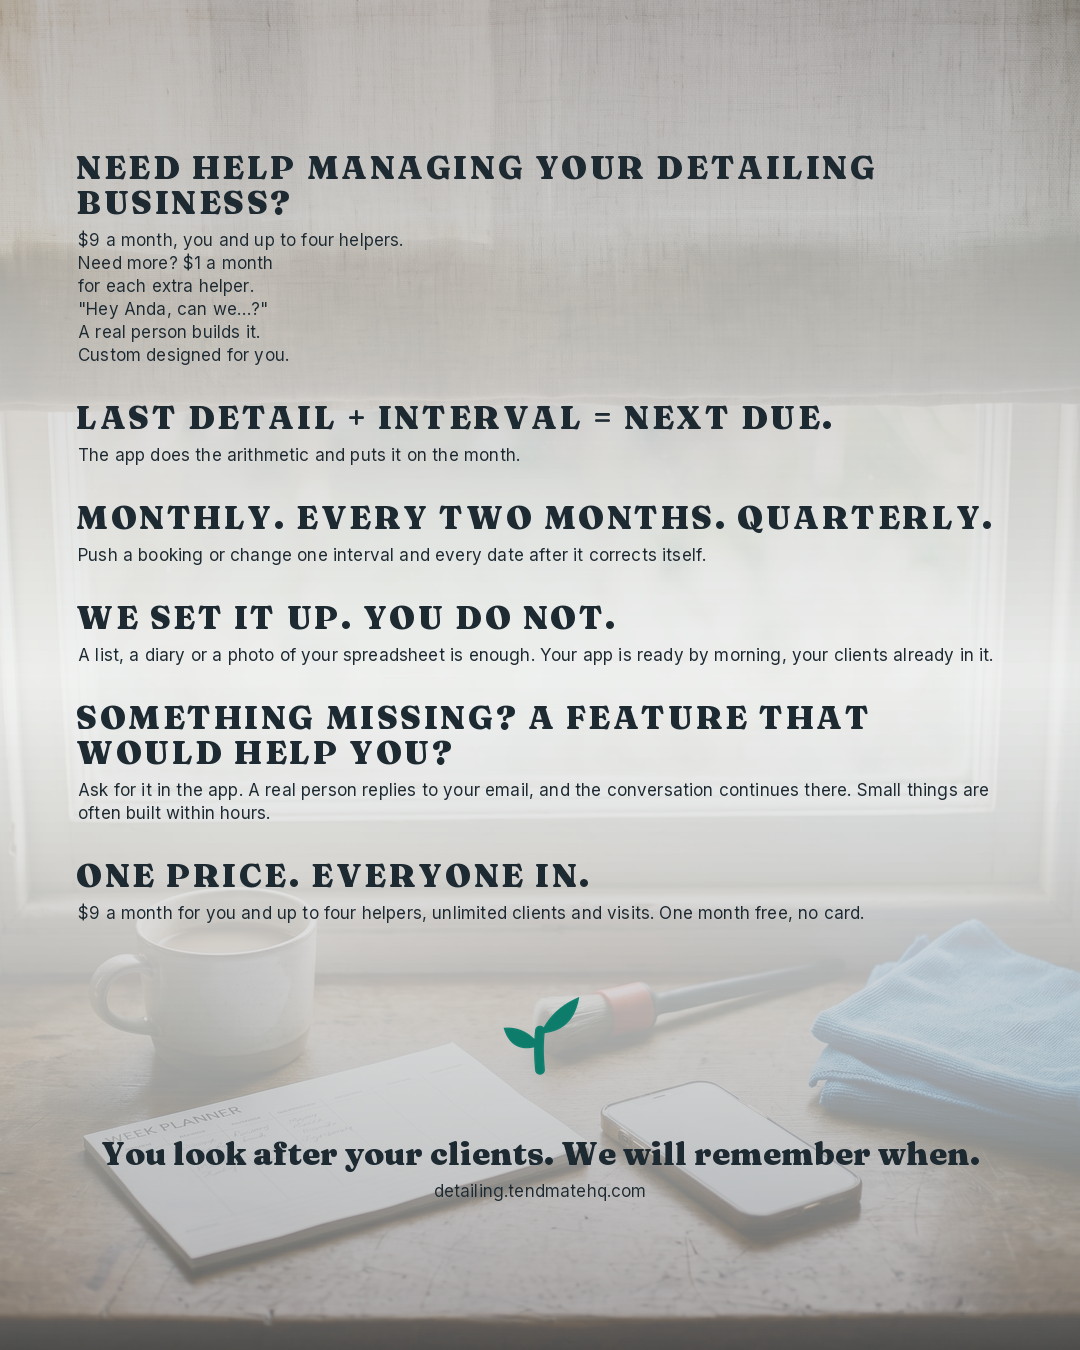 NEED HELP MANAGING YOUR DETAILING
BUSINESS?
$9 a month, you and up to four helpers.
Need more? $1 a month
for each extra helper.
"Hey Anda, can we...?"
A real person builds it.
Custom designed for you.
LAST DETAIL + INTERVAL = NEXT DUE.
The app does the arithmetic and puts it on the month.
MONTHLY. EVERY TWO MONTHS. QUARTERLY.
Push a booking or change one interval and every date after it corrects itself.
WE SET IT UP. YOU DO NOT.
A list, a diary or a photo of your spreadsheet is enough. Your app is ready by morning, your clients already in it.
SOMETHING MISSING? A FEATURE THAT
WOULD HELP YOU?
Ask for it in the app. A real person replies to your email, and the conversation continues there. Small things are
often built within hours.
ONE PRICE. EVERYONE IN.
$9 a month for you and up to four helpers, unlimited clients and visits. One month free, no card.
WEEK PLANNER
You look after your clients. We will remember when.
detailing.tendmatehq.com